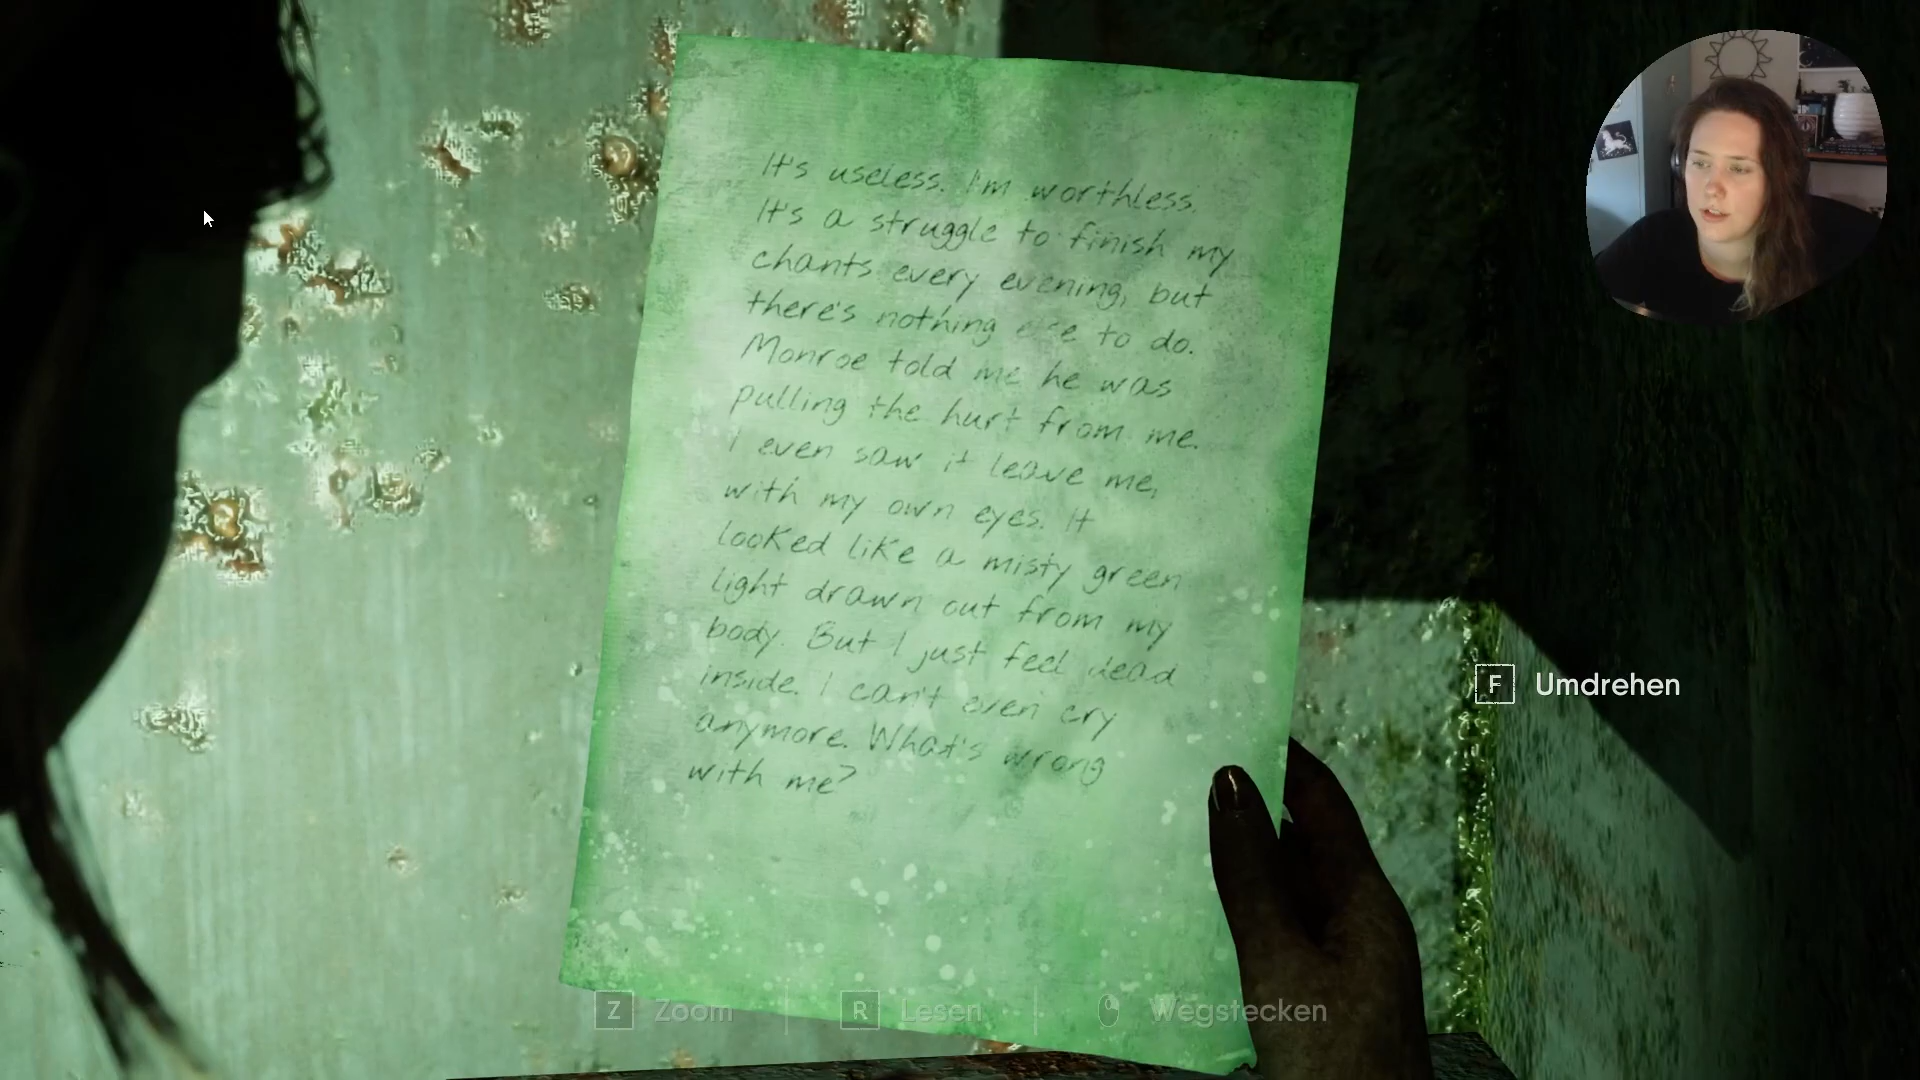 It's useless. I'm worthless.
It's a struggle to finish my
chants every evening, but
there's nothing else to do.
Monroe told me he was
pulling the hurt from me.
I even saw it leave me,
with my own eyes. It
looked like a misty green
light drawn out from my
body. But I just feel dead
inside. I can't even cry
anymore. What's wrong
with me?
F Umdrehen
Z Zoom
R Lesen
Wegstecken